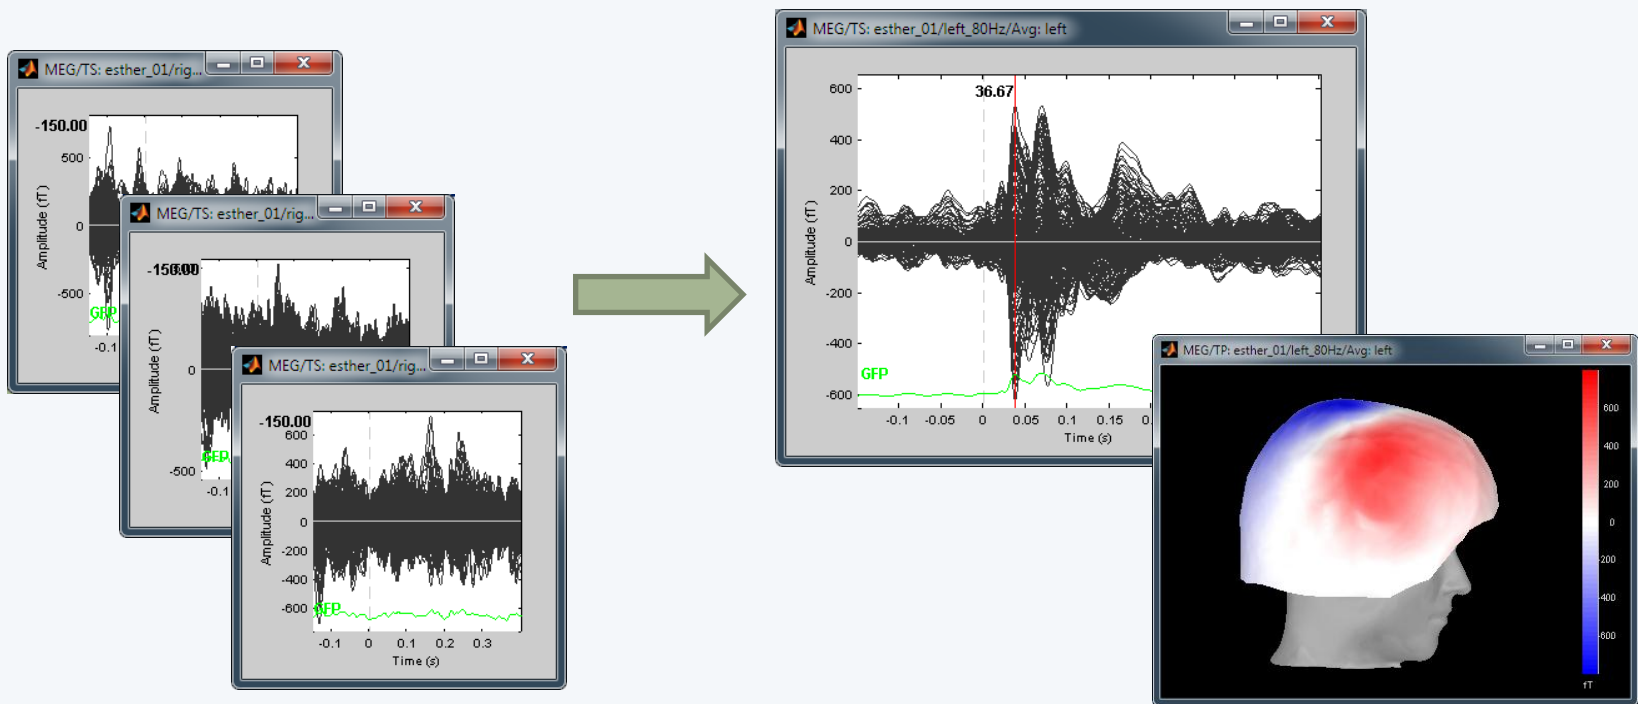 MEG/TS: esther_01/rig...
-150.00
500
0
-500
Amplitude (fT)
GFP
-0.1
MEG/TS: esther_01/rig...
-150.00
0
-500
Amplitude (fT)
GFP
-0.1
MEG/TS: esther_01/rig...
-150.00
600
400
200
0
-200
-400
-600
Amplitude (fT)
GFP
-0.1 0 0.1 0.2 0.3
Time (s)
MEG/TS: esther_01/left_80Hz/Avg: left
36.67
600
400
200
0
-200
-400
-600
Amplitude (fT)
GFP
-0.1 -0.05 0 0.05 0.1 0.15
Time (s)
MEG/TP: esther_01/left_80Hz/Avg: left
600
400
200
0
-200
-400
-600
fT